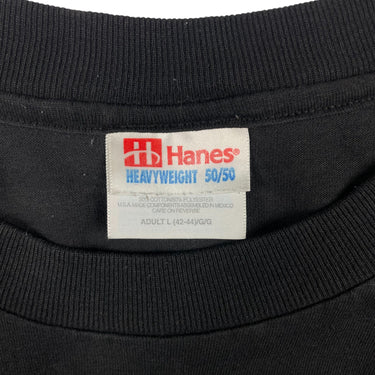 Hanes®
HEAVYWEIGHT 50/50
50% COTTON/50% POLYESTER
U.S.A. MADE COMPONENTS ASSEMBLED IN MEXICO
CARE ON REVERSE
ADULT L (42-44)/G/G